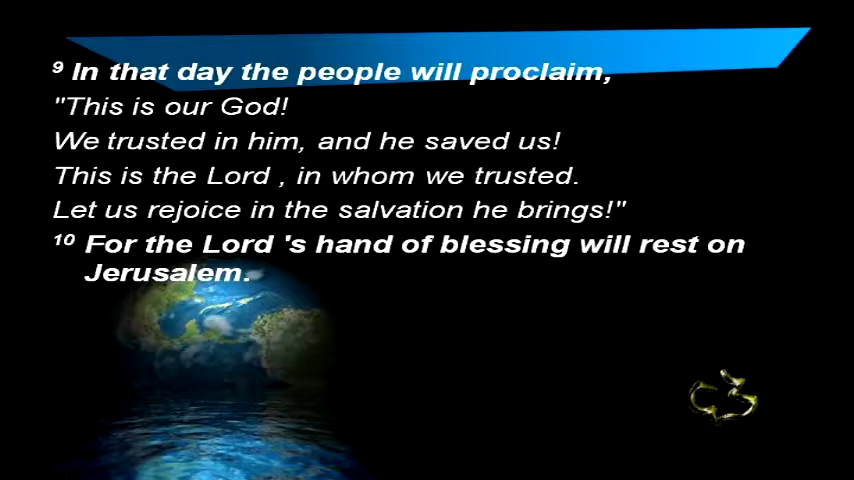 ⁹ In that day the people will proclaim,
"This is our God!
We trusted in him, and he saved us!
This is the Lord , in whom we trusted.
Let us rejoice in the salvation he brings!"
¹⁰ For the Lord 's hand of blessing will rest on
Jerusalem.